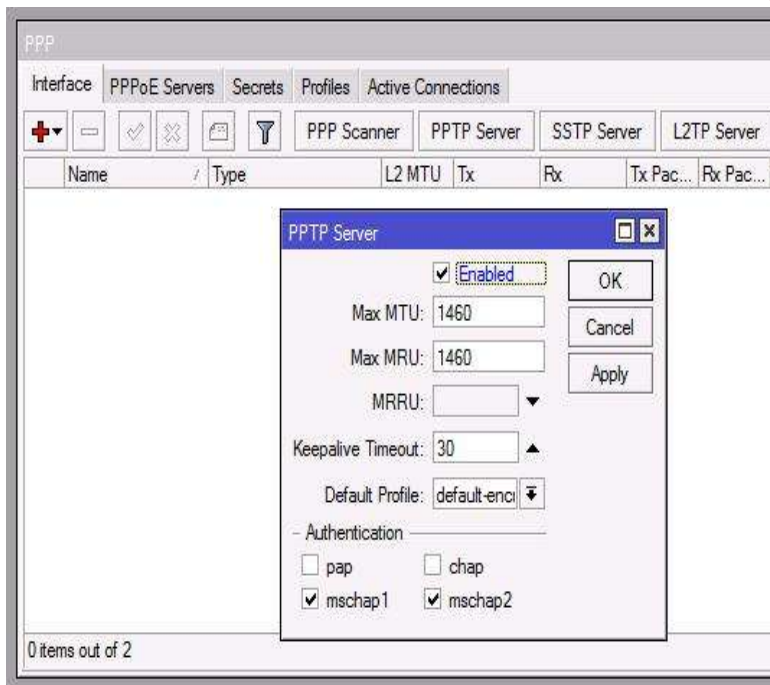 PPP
Interface PPPoE Servers Secrets Profiles Active Connections
PPP Scanner PPTP Server SSTP Server L2TP Server
Name / Type L2 MTU Tx Rx Tx Pac... Rx Pac...
PPTP Server
Enabled
OK
Max MTU: 1460
Cancel
Max MRU: 1460
Apply
MRRU:
Keepalive Timeout: 30
Default Profile: default-encr
Authentication
pap chap
mschap1 mschap2
0 items out of 2